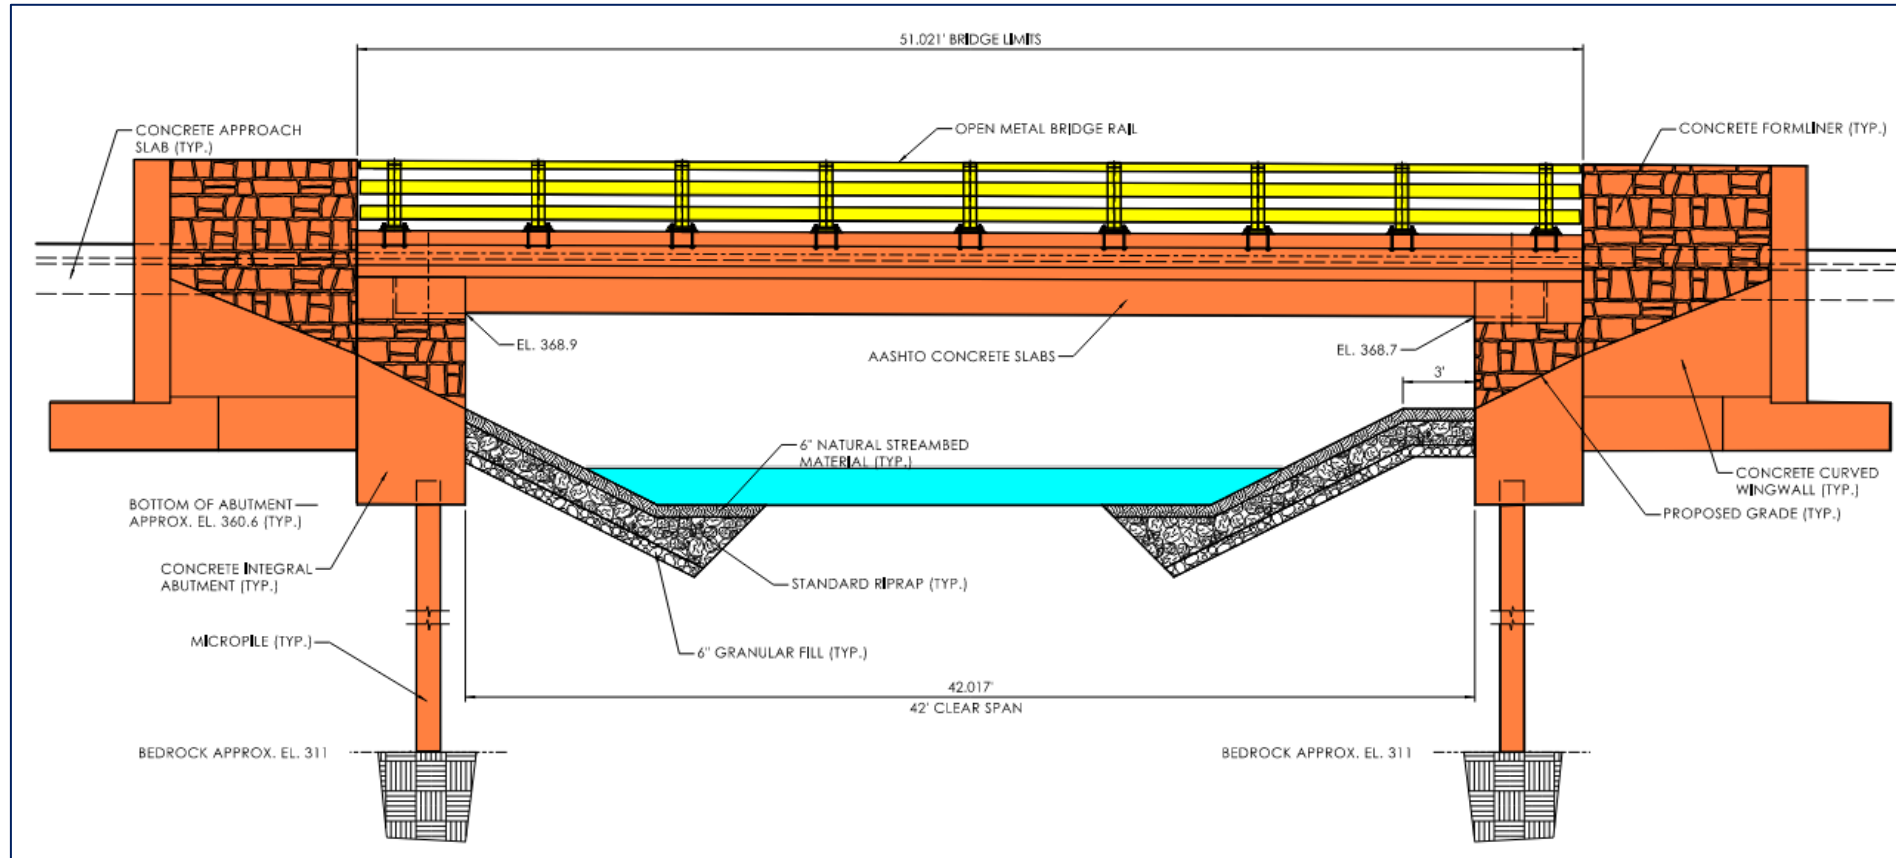 51.021' BRIDGE LIMITS
CONCRETE APPROACH
SLAB (TYP.)
OPEN METAL BRIDGE RAIL
CONCRETE FORMLINER (TYP.)
EL. 368.9
AASHTO CONCRETE SLABS
EL. 368.7
3'
6" NATURAL STREAMBED
MATERIAL (TYP.)
CONCRETE CURVED
WINGWALL (TYP.)
BOTTOM OF ABUTMENT
APPROX. EL. 360.6 (TYP.)
PROPOSED GRADE (TYP.)
CONCRETE INTEGRAL
ABUTMENT (TYP.)
STANDARD RIPRAP (TYP.)
MICROPILE (TYP.)
6" GRANULAR FILL (TYP.)
42.017'
42' CLEAR SPAN
BEDROCK APPROX. EL. 311
BEDROCK APPROX. EL. 311